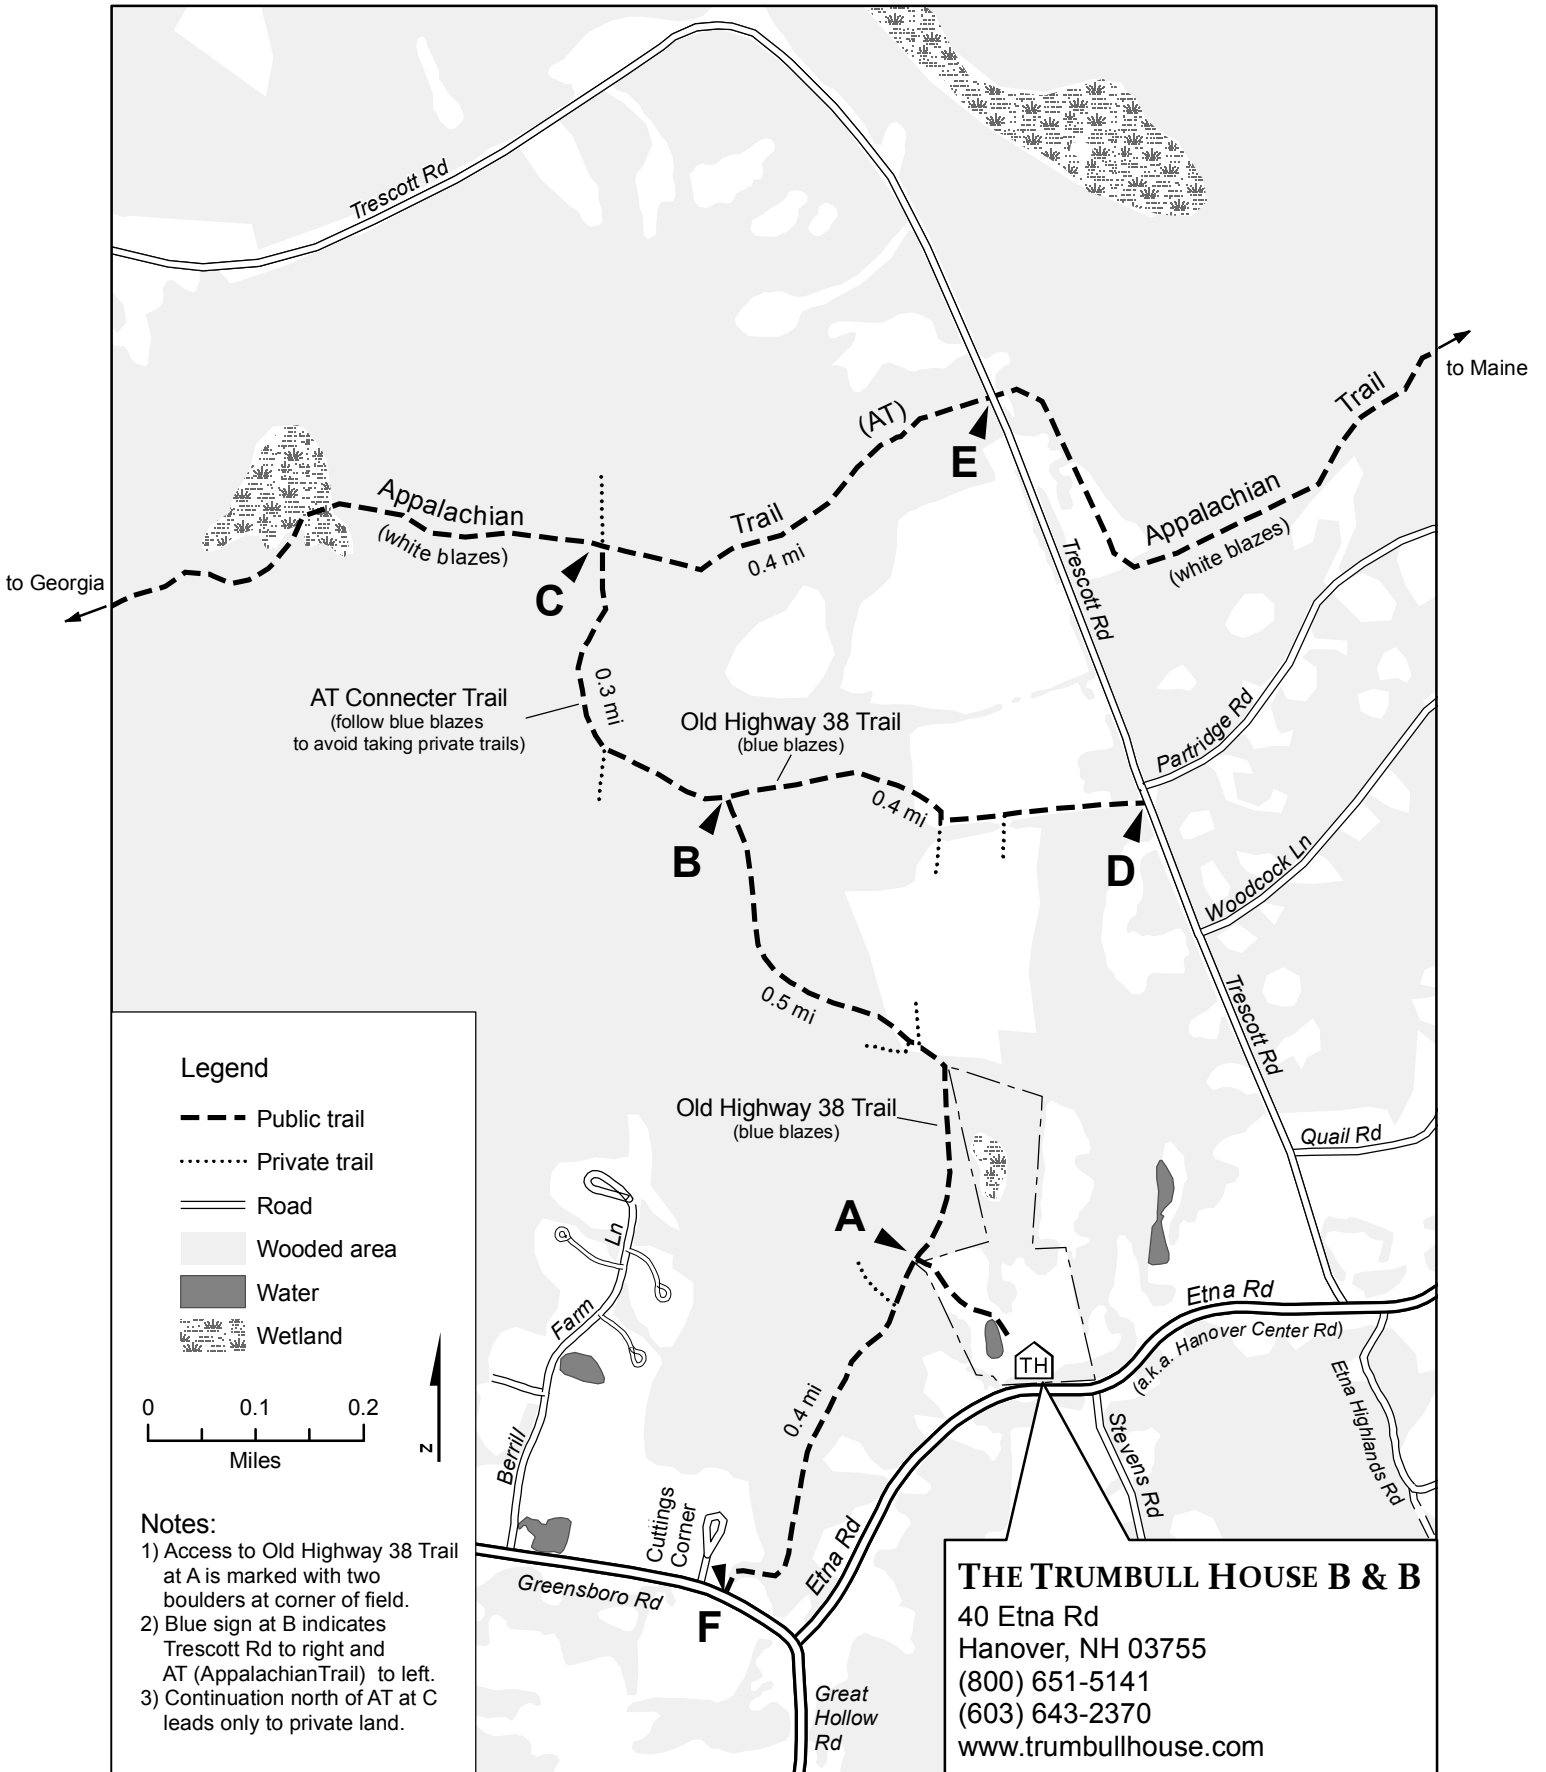 Trescott Rd
to Maine
Trail
(AT)
E
Appalachian
(white blazes)
Trail
0.4 mi
Appalachian
(white blazes)
to Georgia
C
Trescott Rd
AT Connecter Trail
(follow blue blazes
to avoid taking private trails)
0.3 mi
Old Highway 38 Trail
(blue blazes)
Partridge Rd
0.4 mi
B
D
Woodcock Ln
0.5 mi
Trescott Rd
Old Highway 38 Trail
(blue blazes)
Quail Rd
A
Etna Rd
(a.k.a. Hanover Center Rd)
TH
Berrill
Farm
Ln
0.4 mi
Stevens Rd
Etna Highlands Rd
Cuttings
Corner
Etna Rd
Greensboro Rd
F
Great
Hollow
Rd
Legend
Public trail
Private trail
Road
Wooded area
Water
Wetland
0 0.1 0.2
Miles
N
Notes:
1) Access to Old Highway 38 Trail
at A is marked with two
boulders at corner of field.
2) Blue sign at B indicates
Trescott Rd to right and
AT (AppalachianTrail) to left.
3) Continuation north of AT at C
leads only to private land.
THE TRUMBULL HOUSE B & B
40 Etna Rd
Hanover, NH 03755
(800) 651-5141
(603) 643-2370
www.trumbullhouse.com